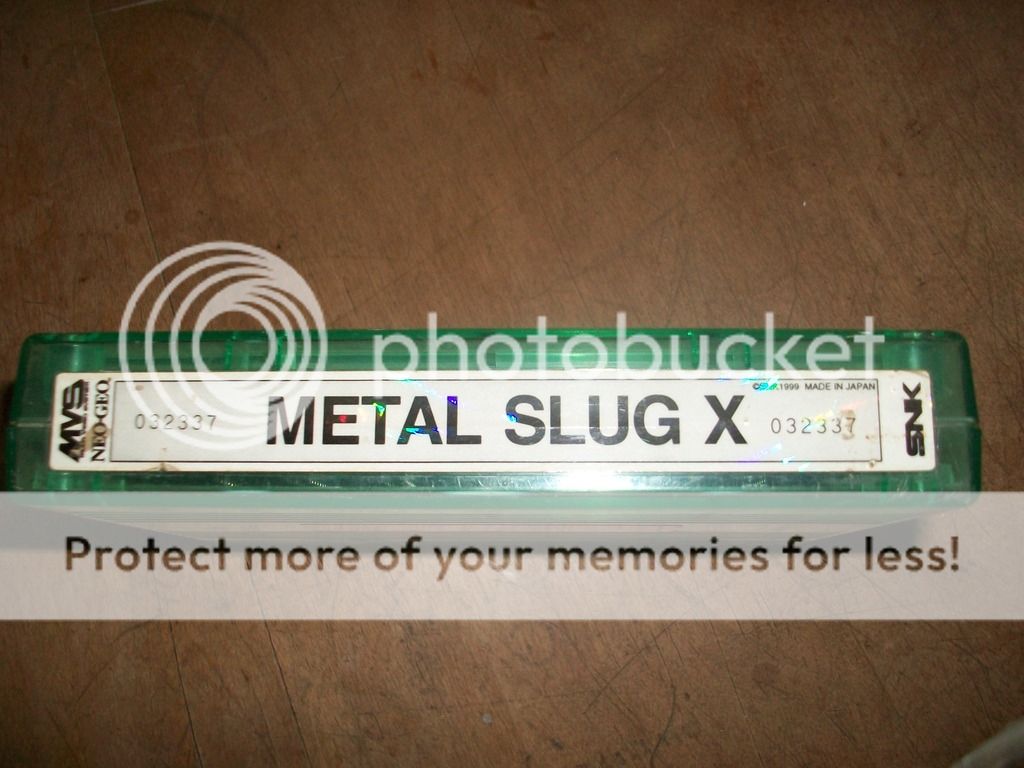 photobucket
©SNK 1999 MADE IN JAPAN
MVS
NEO•GEO
032337
METAL SLUG X
032337
SNK
Protect more of your memories for less!